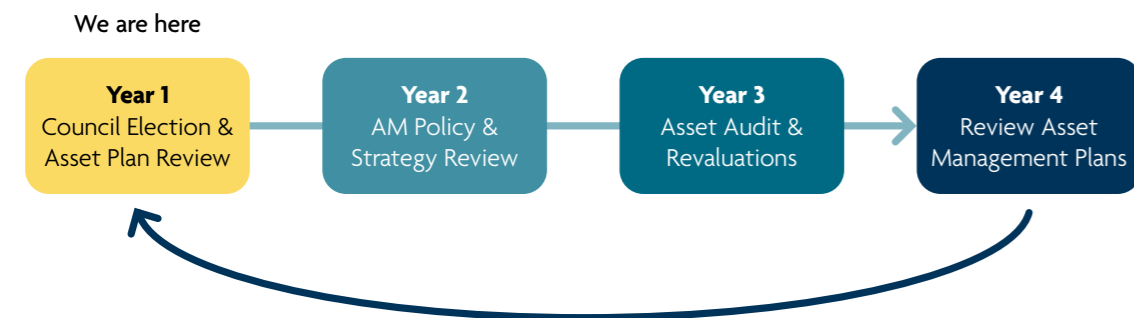 We are here
Year 1
Council Election &
Asset Plan Review
Year 2
AM Policy &
Strategy Review
Year 3
Asset Audit &
Revaluations
Year 4
Review Asset
Management Plans